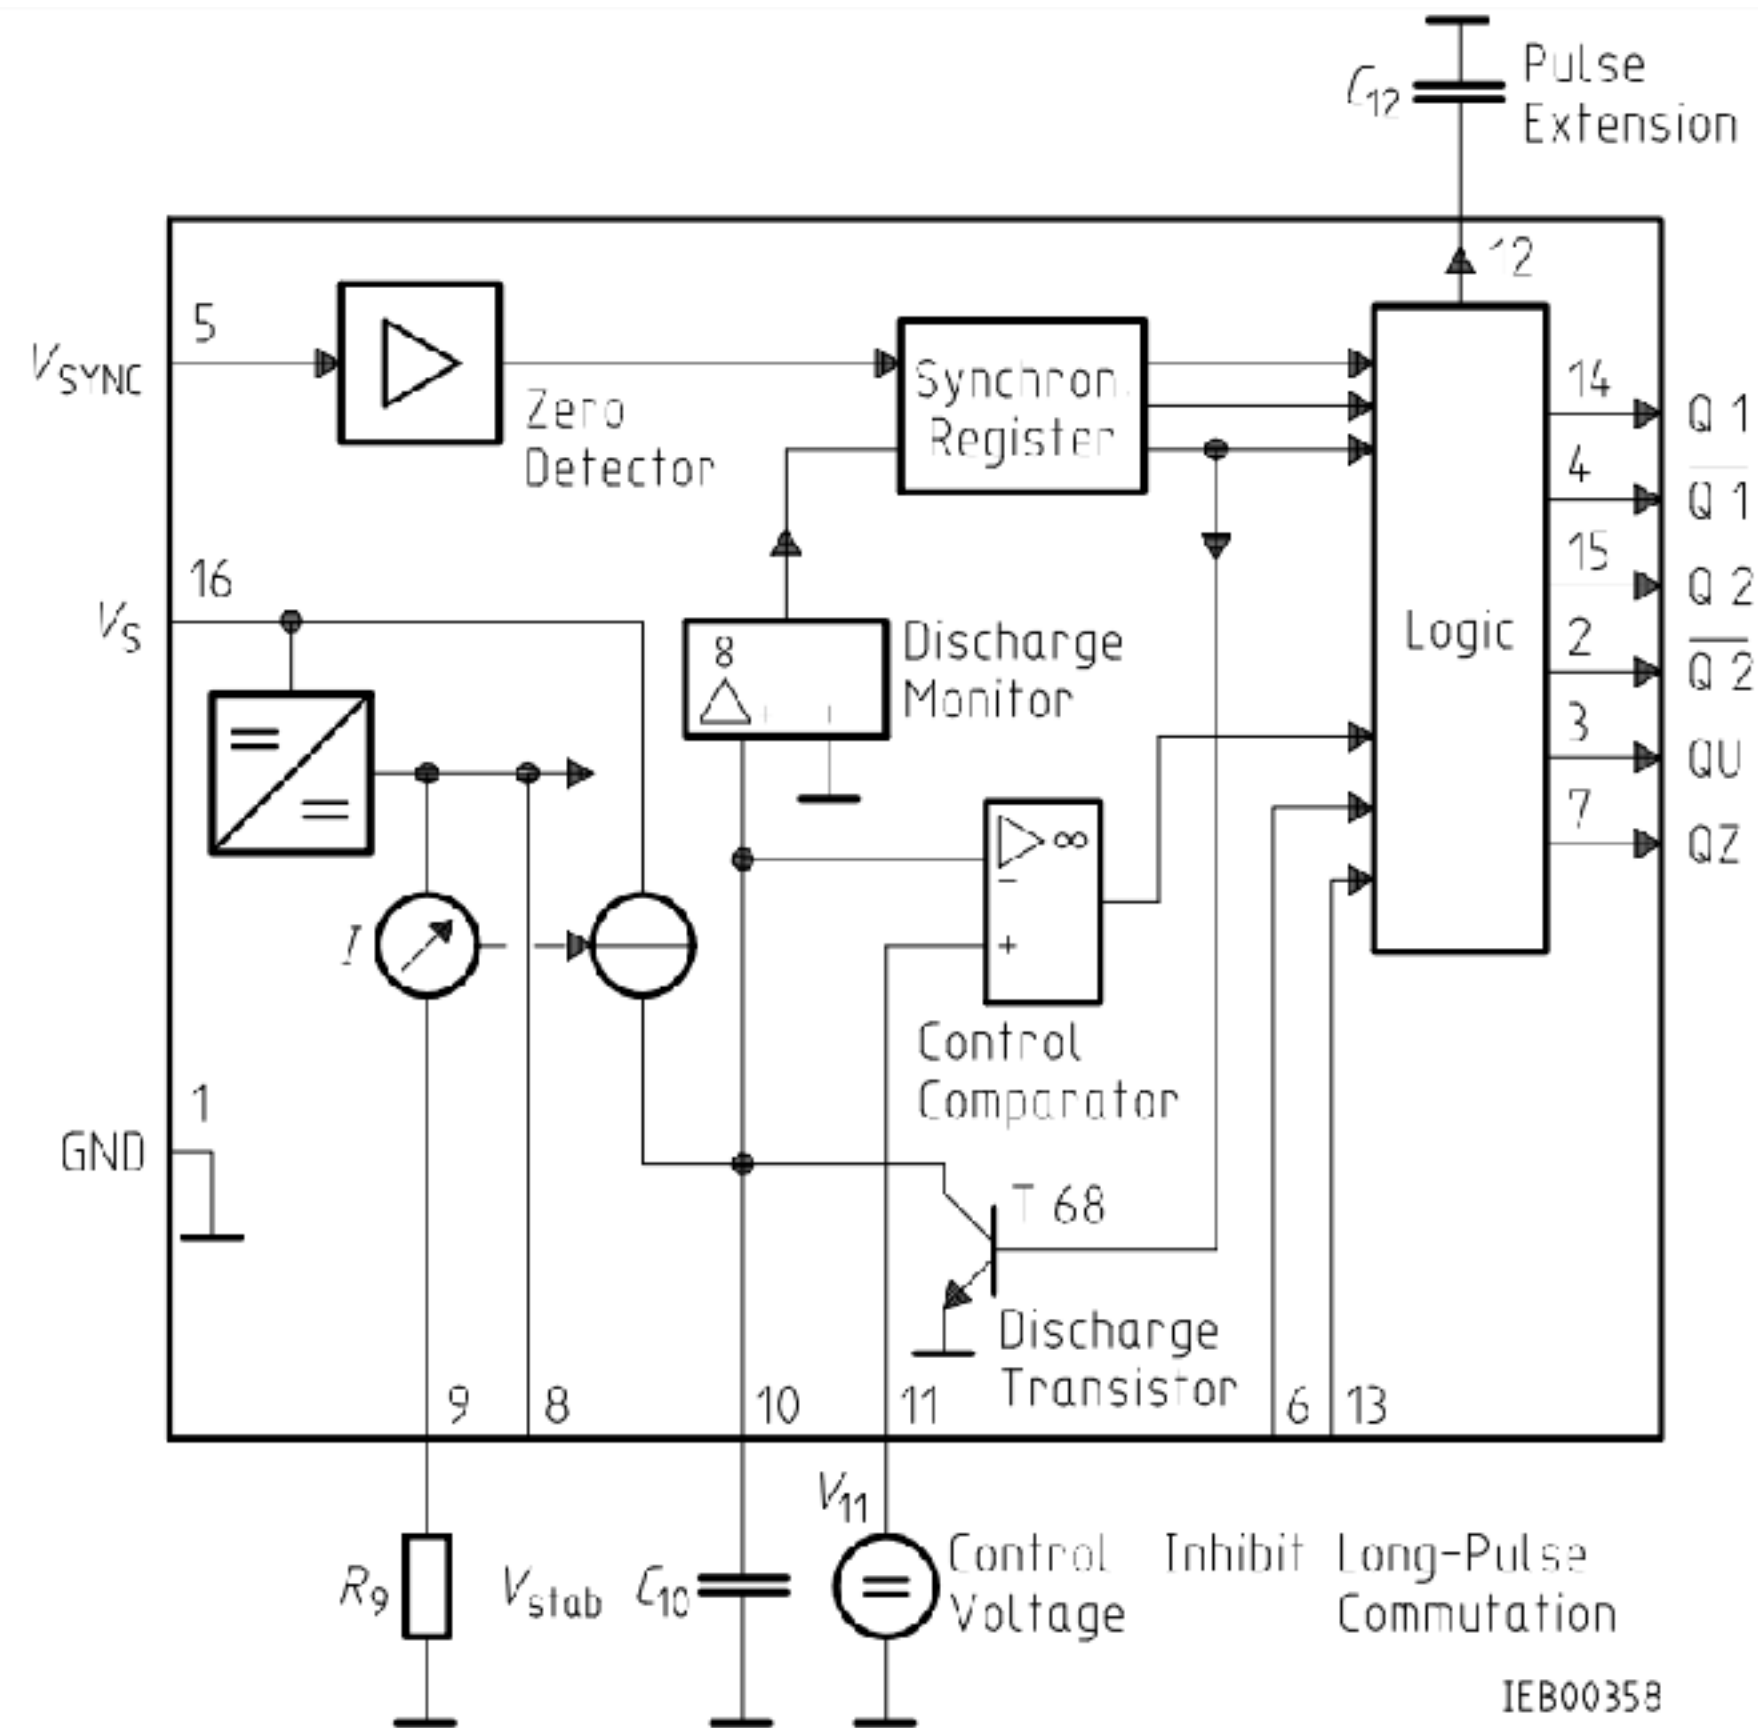 C12
Pulse
Extension
12
5
VSYNC
Zero
Detector
Synchron.
Register
14
Q 1
4
Q 1
15
Q 2
2
Q 2
3
QU
7
QZ
16
VS
8
Discharge
Monitor
Logic
∞
-
+
I
Control
Comparator
1
GND
T 68
Discharge
Transistor
9
8
10
11
6
13
V11
R9
Vstab
C10
Control
Voltage
Inhibit
Long-Pulse
Commutation
IEB00358